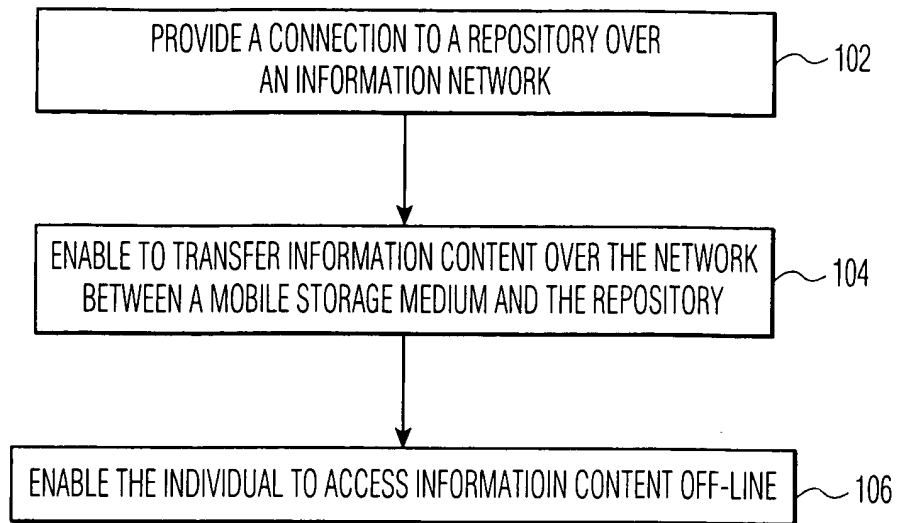 PROVIDE A CONNECTION TO A REPOSITORY OVER
AN INFORMATION NETWORK
102
ENABLE TO TRANSFER INFORMATION CONTENT OVER THE NETWORK
BETWEEN A MOBILE STORAGE MEDIUM AND THE REPOSITORY
104
ENABLE THE INDIVIDUAL TO ACCESS INFORMATIOIN CONTENT OFF-LINE
106